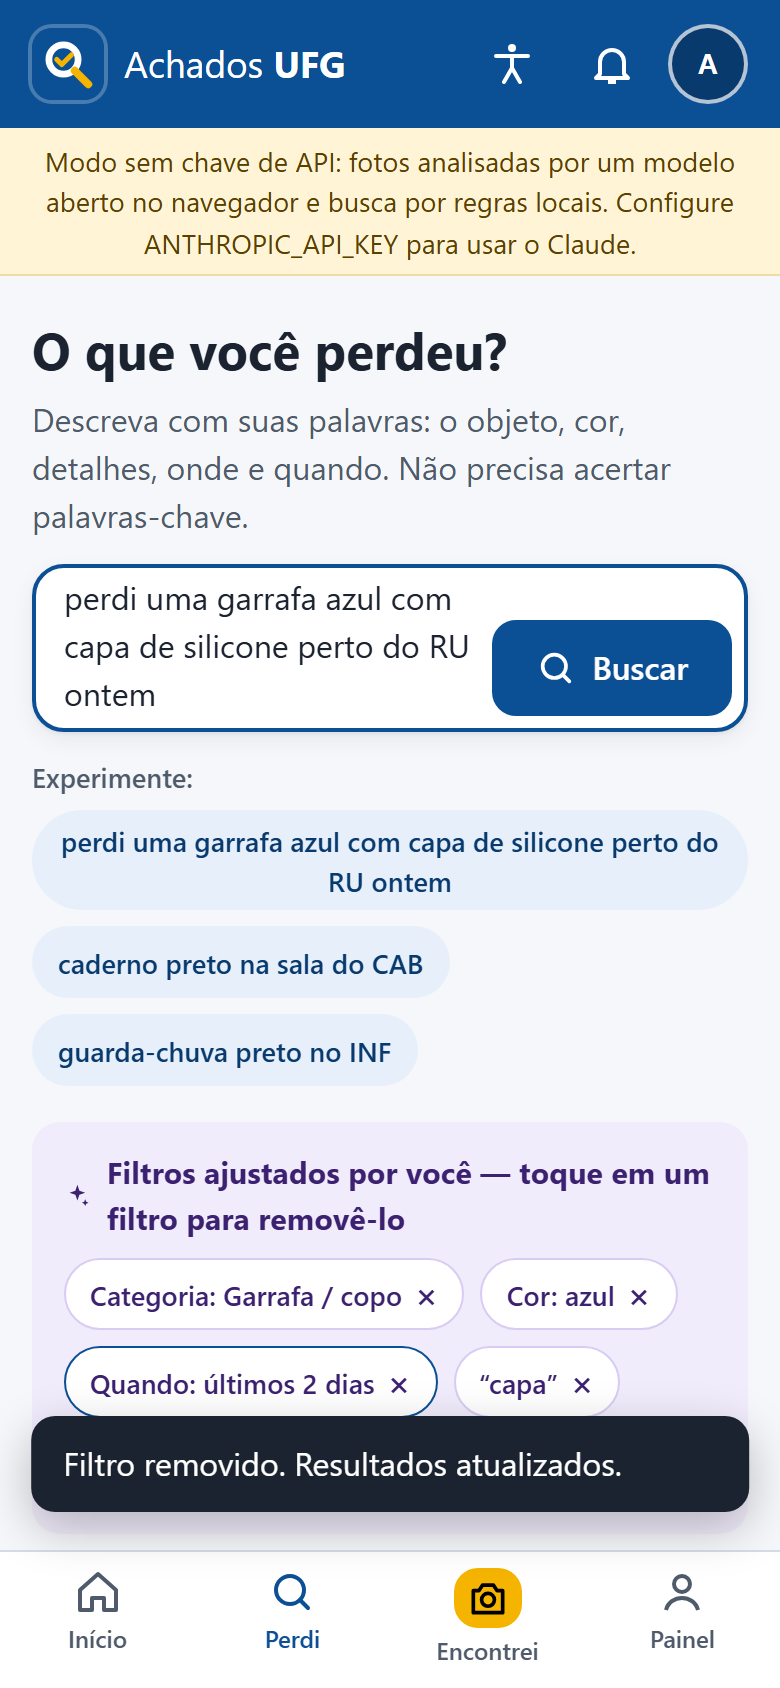 Achados UFG
A
Modo sem chave de API: fotos analisadas por um modelo
aberto no navegador e busca por regras locais. Configure
ANTHROPIC_API_KEY para usar o Claude.
O que você perdeu?
Descreva com suas palavras: o objeto, cor,
detalhes, onde e quando. Não precisa acertar
palavras-chave.
perdi uma garrafa azul com
capa de silicone perto do RU
ontem
Buscar
Experimente:
perdi uma garrafa azul com capa de silicone perto do
RU ontem
caderno preto na sala do CAB
guarda-chuva preto no INF
Filtros ajustados por você — toque em um
filtro para removê-lo
Categoria: Garrafa / copo ×
Cor: azul ×
Quando: últimos 2 dias ×
“capa” ×
Filtro removido. Resultados atualizados.
Início
Perdi
Encontrei
Painel